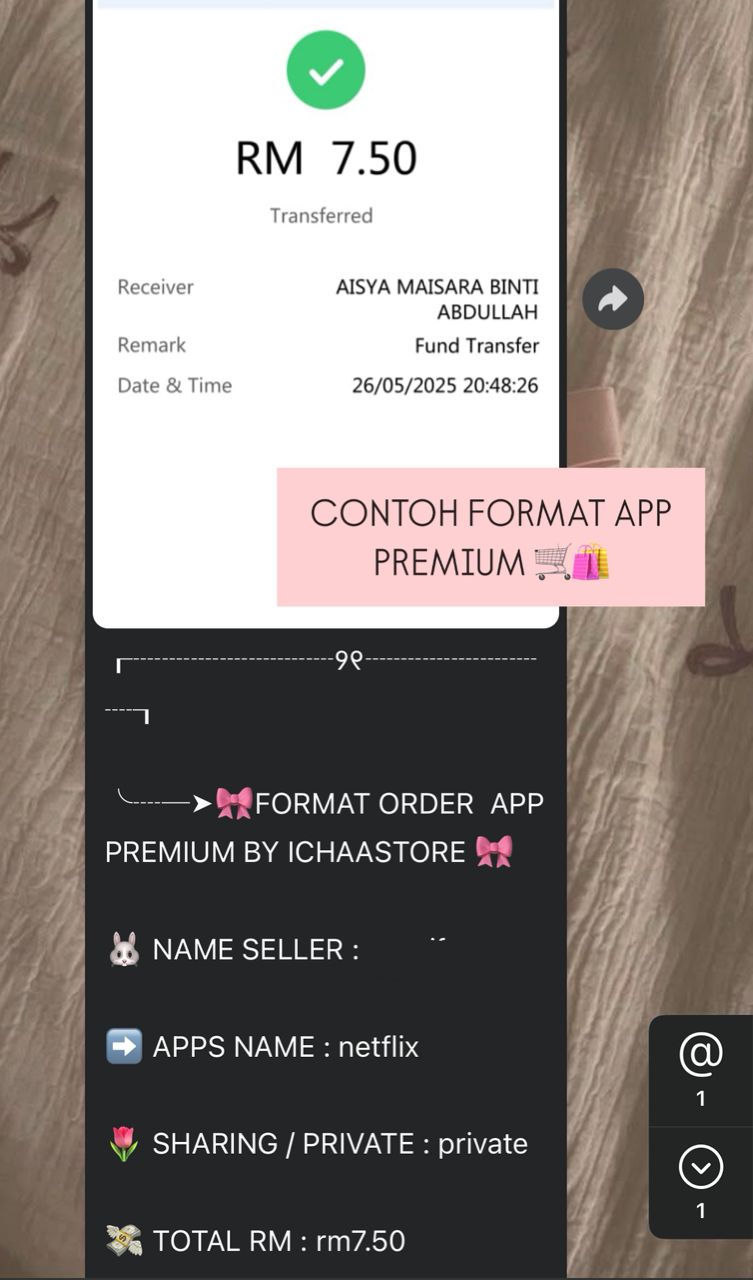 RM 7.50
Transferred
Receiver AISYA MAISARA BINTI
ABDULLAH
Remark Fund Transfer
Date & Time 26/05/2025 20:48:26
CONTOH FORMAT APP
PREMIUM 🛒🛍️
┏┈┈┈┈┈┈┈┈┈┈┈┈┈┈┈୨୧┈┈┈┈┈┈┈┈┈┈┈┈┈
┈┈┈┓
╰┈┈─➤🎀FORMAT ORDER APP
PREMIUM BY ICHAASTORE 🎀
🐰 NAME SELLER :
➡️ APPS NAME : netflix
🌷 SHARING / PRIVATE : private
💸 TOTAL RM : rm7.50
@
1
1